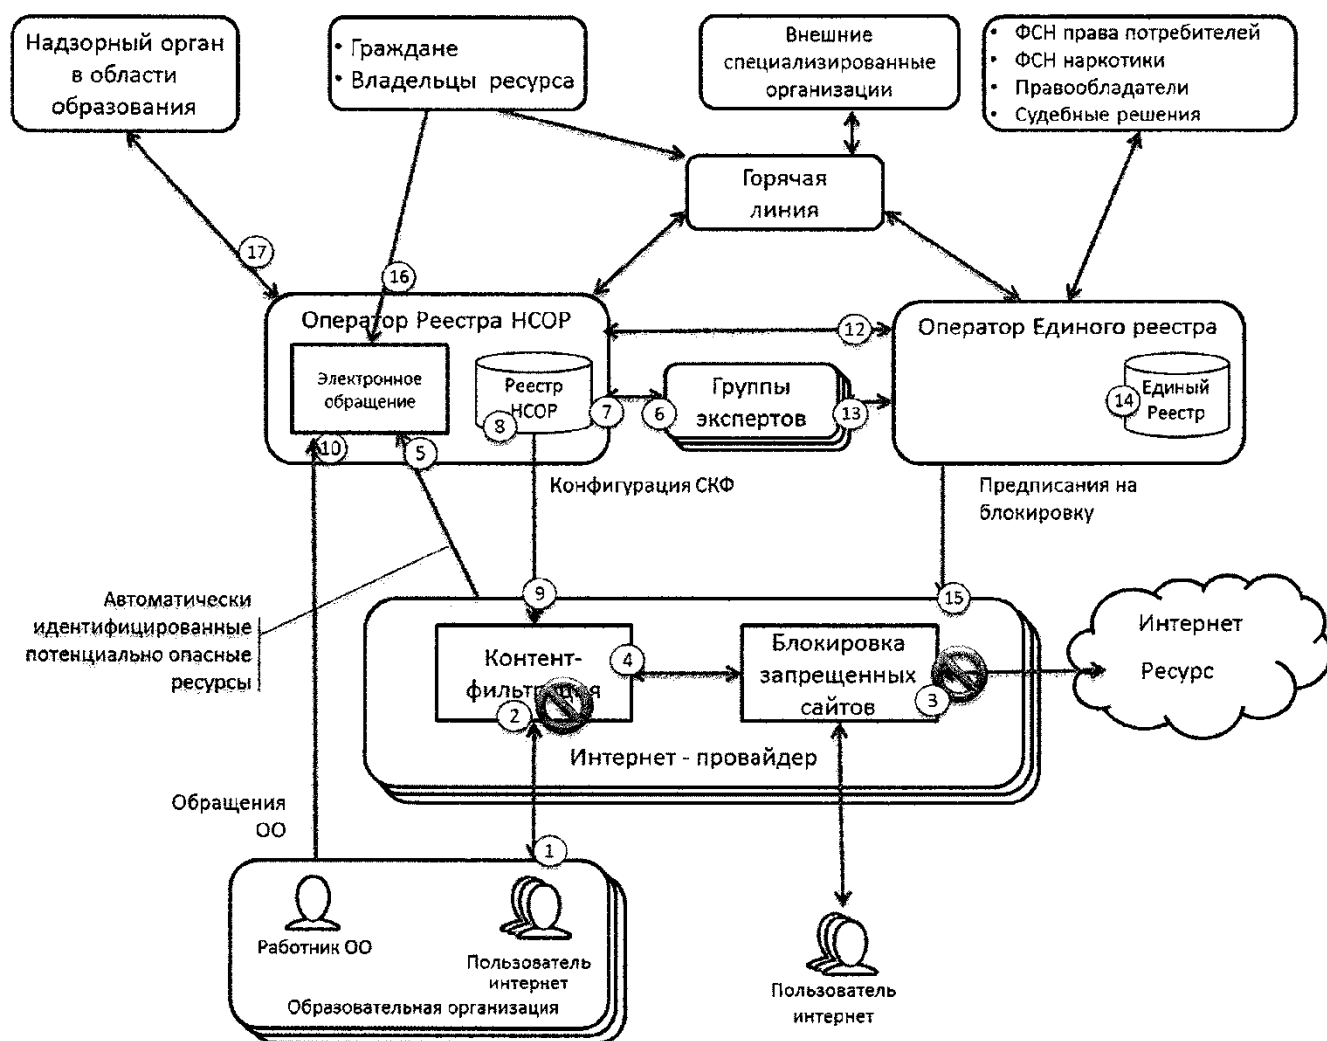 Надзорный орган
в области
образования
• Граждане
• Владельцы ресурса
Внешние
специализированные
организации
• ФСН права потребителей
• ФСН наркотики
• Правообладатели
• Судебные решения
Горячая
линия
17
16
Оператор Реестра НСОР
12
Оператор Единого реестра
Электронное
обращение
Реестр
НСОР
8
7
6
Группы
экспертов
13
14
Единый
Реестр
10
5
Конфигурация СКФ
Предписания на
блокировку
Автоматически
идентифицированные
потенциально опасные
ресурсы
9
15
Контент-
фильтрация
2
4
Блокировка
запрещенных
сайтов
3
Интернет
Ресурс
Интернет - провайдер
Обращения
ОО
1
Работник ОО
Пользователь
интернет
Образовательная организация
Пользователь
интернет